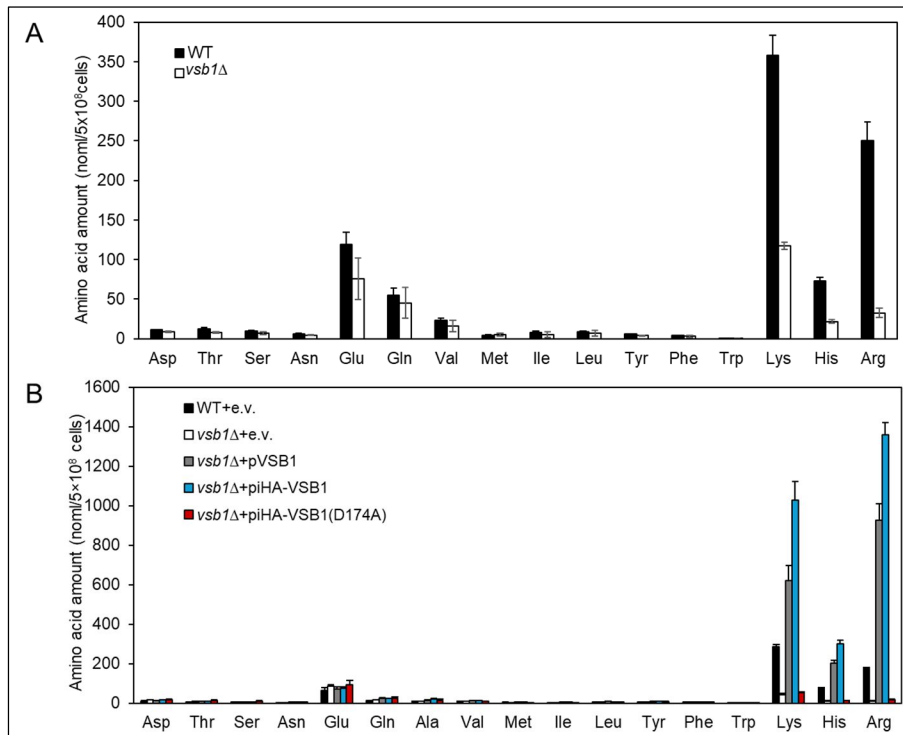 A
Amino acid amount (noml/5x10⁸cells)
400
350
300
250
200
150
100
50
0
WT
vsb1Δ
Asp Thr Ser Asn Glu Gln Val Met Ile Leu Tyr Phe Trp Lys His Arg
B
Amino acid amount (noml/5×10⁸ cells)
1600
1400
1200
1000
800
600
400
200
0
WT+e.v.
vsb1Δ+e.v.
vsb1Δ+pVSB1
vsb1Δ+piHA-VSB1
vsb1Δ+piHA-VSB1(D174A)
Asp Thr Ser Asn Glu Gln Ala Val Met Ile Leu Tyr Phe Trp Lys His Arg